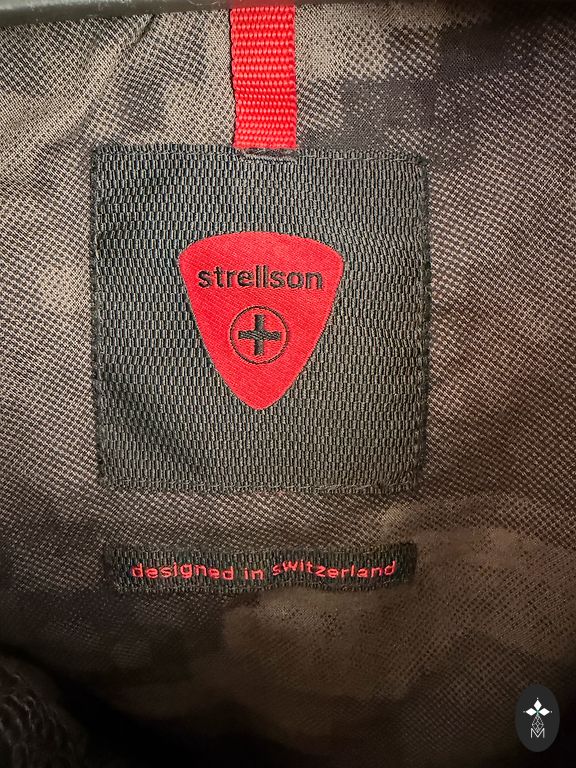 strellson
designed in switzerland
M